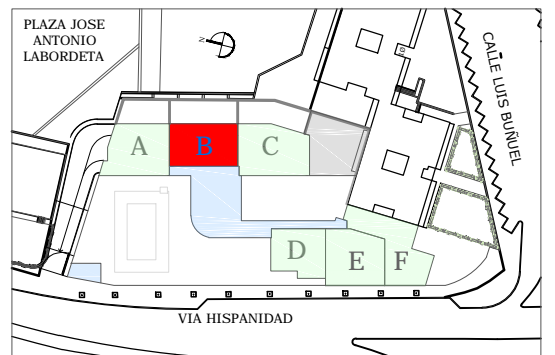 PLAZA JOSE
ANTONIO
LABORDETA
N
CALLE LUIS BUÑUEL
A
B
C
D
E
F
VIA HISPANIDAD